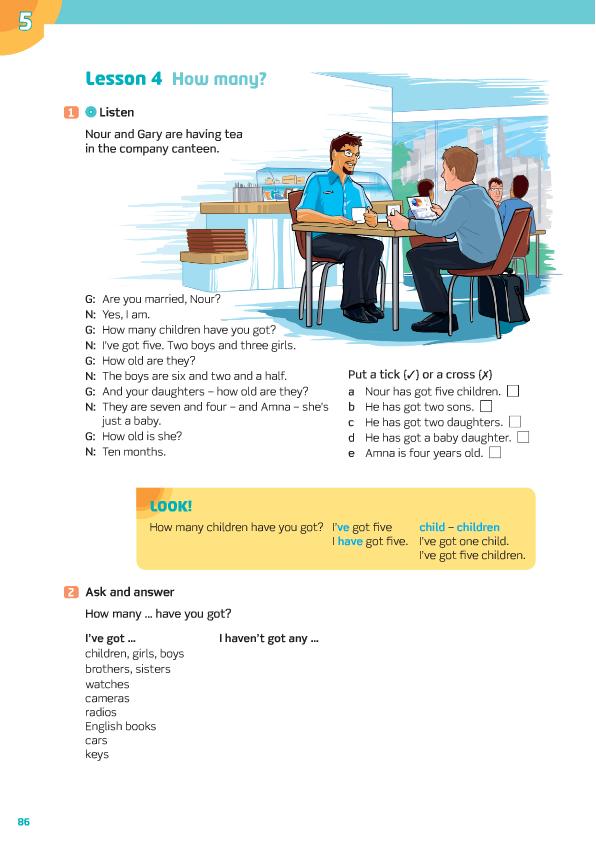 5
Lesson 4 How many?
1 Listen
Nour and Gary are having tea
in the company canteen.
G: Are you married, Nour?
N: Yes, I am.
G: How many children have you got?
N: I've got five. Two boys and three girls.
G: How old are they?
N: The boys are six and two and a half.
G: And your daughters – how old are they?
N: They are seven and four – and Amna – she's
just a baby.
G: How old is she?
N: Ten months.
Put a tick (✓) or a cross (✗)
a Nour has got five children. □
b He has got two sons. □
c He has got two daughters. □
d He has got a baby daughter. □
e Amna is four years old. □
LOOK!
How many children have you got? I've got five child – children
I have got five. I've got one child.
I've got five children.
2 Ask and answer
How many ... have you got?
I've got ... I haven't got any ...
children, girls, boys
brothers, sisters
watches
cameras
radios
English books
cars
keys
86